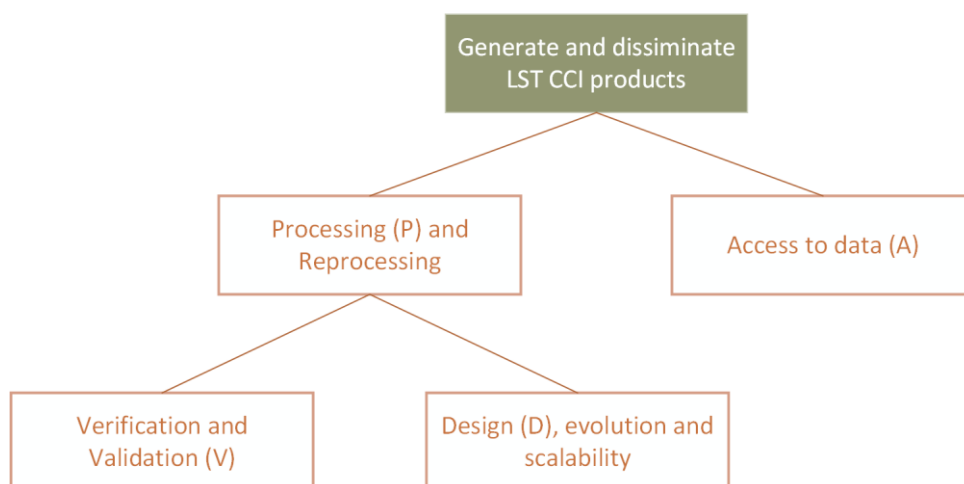 Generate and dissiminate
LST CCI products
Processing (P) and
Reprocessing
Access to data (A)
Verification and
Validation (V)
Design (D), evolution and
scalability